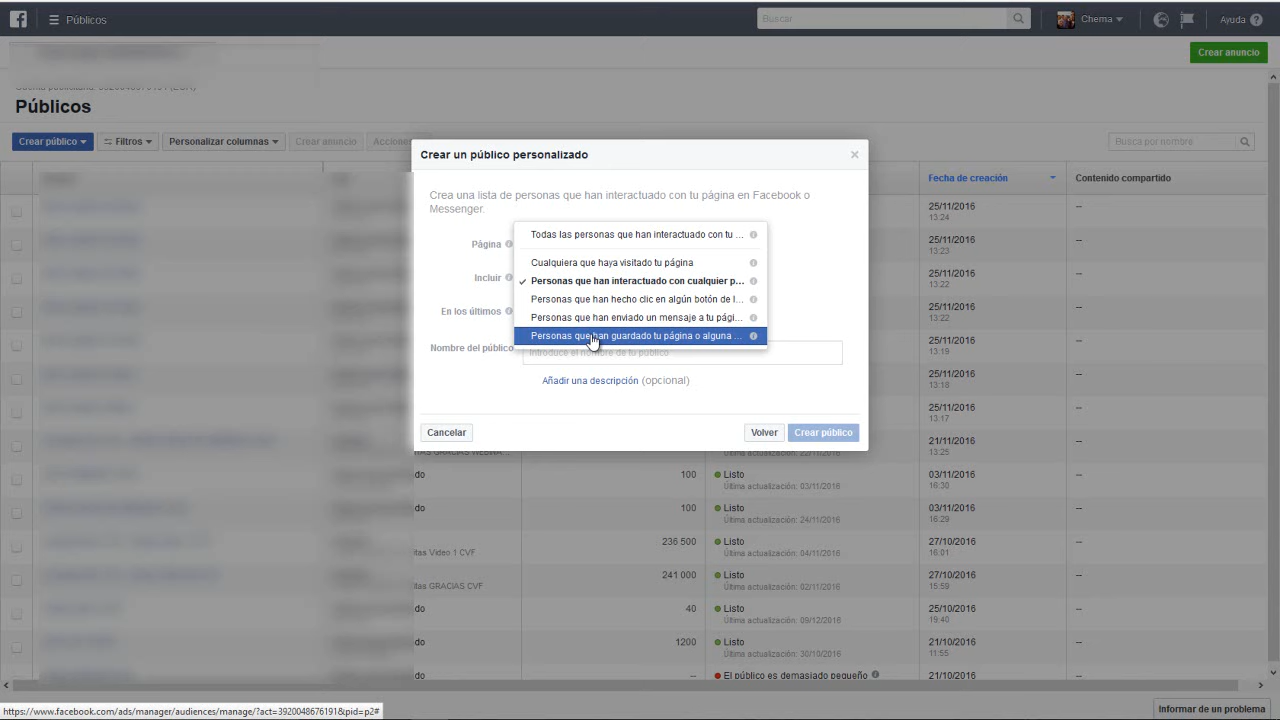 Públicos
Buscar
Chema
Ayuda
Crear anuncio
Públicos
Crear público
Filtros
Personalizar columnas
Crear anuncio
Busca por nombre
Crear un público personalizado
Crea una lista de personas que han interactuado con tu página en Facebook o
Messenger.
Página
Incluir
En los últimos
Nombre del público
Todas las personas que han interactuado con tu ...
Cualquiera que haya visitado tu página
Personas que han interactuado con cualquier p...
Personas que han hecho clic en algún botón de l...
Personas que han enviado un mensaje a tu pági...
Personas que han guardado tu página o alguna ...
Introduce el nombre de tu público
Añadir una descripción (opcional)
Cancelar
Volver
Crear público
Fecha de creación
Contenido compartido
25/11/2016
13:24
--
25/11/2016
13:23
--
25/11/2016
13:22
--
25/11/2016
13:22
--
25/11/2016
13:19
--
25/11/2016
13:18
--
25/11/2016
13:17
--
21/11/2016
13:25
--
do
100
Listo
Última actualización: 03/11/2016
03/11/2016
16:30
--
do
100
Listo
Última actualización: 24/11/2016
03/11/2016
16:29
--
itas Video 1 CVF
236 500
Listo
Última actualización: 04/11/2016
27/10/2016
16:01
--
itas GRACIAS CVF
241 000
Listo
Última actualización: 02/11/2016
27/10/2016
15:59
--
do
40
Listo
Última actualización: 09/12/2016
25/10/2016
19:40
--
do
1200
Listo
Última actualización: 30/10/2016
21/10/2016
11:55
--
do
--
El público es demasiado pequeño
21/10/2016
--
https://www.facebook.com/ads/manager/audiences/manage/?act=3920048676191&pid=p2#
Informar de un problema